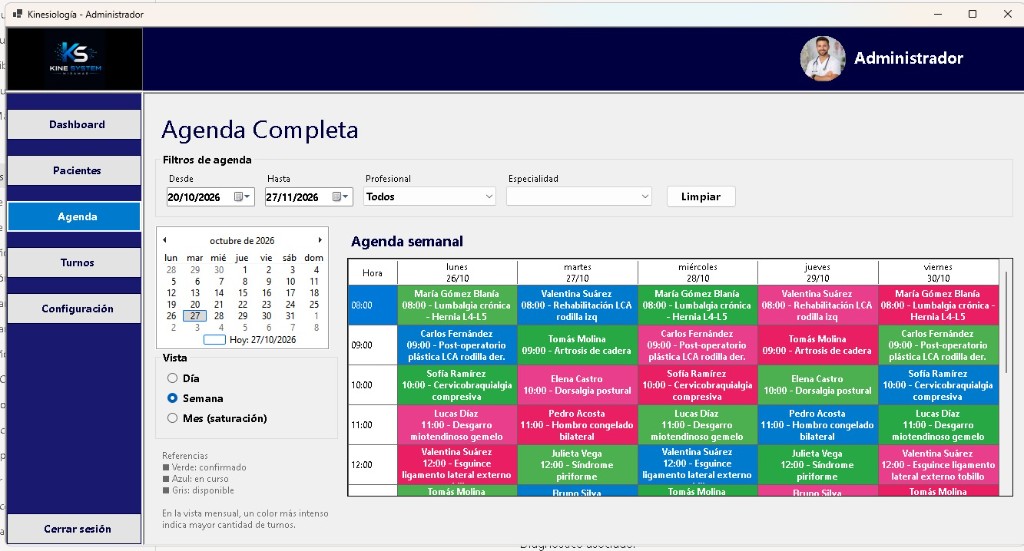 Kinesiología - Administrador
KS
KINE SYSTEM
Administrador
Dashboard
Pacientes
Agenda
Turnos
Configuración
Cerrar sesión
Agenda Completa
Filtros de agenda
Desde
Hasta
Profesional
Especialidad
20/10/2026
27/11/2026
Todos
Limpiar
octubre de 2026
lun mar mié jue vie sáb dom
28 29 30 1 2 3 4
5 6 7 8 9 10 11
12 13 14 15 16 17 18
19 20 21 22 23 24 25
26 27 28 29 30 31 1
2 3 4 5 6 7 8
Hoy: 27/10/2026
Vista
Día
Semana
Mes (saturación)
Referencias
Verde: confirmado
Azul: en curso
Gris: disponible
En la vista mensual, un color más intenso
indica mayor cantidad de turnos.
Agenda semanal
Hora
lunes
26/10
martes
27/10
miércoles
28/10
jueves
29/10
viernes
30/10
08:00
María Gómez Blanía
08:00 - Lumbalgia crónica
- Hernia L4-L5
Valentina Suárez
08:00 - Rehabilitación LCA
rodilla izq
María Gómez Blanía
08:00 - Lumbalgia crónica
- Hernia L4-L5
Valentina Suárez
08:00 - Rehabilitación LCA
rodilla izq
María Gómez Blanía
08:00 - Lumbalgia crónica -
Hernia L4-L5
09:00
Carlos Fernández
09:00 - Post-operatorio
plástica LCA rodilla der.
Tomás Molina
09:00 - Artrosis de cadera
Carlos Fernández
09:00 - Post-operatorio
plástica LCA rodilla der.
Tomás Molina
09:00 - Artrosis de cadera
Carlos Fernández
09:00 - Post-operatorio
plástica LCA rodilla der.
10:00
Sofía Ramírez
10:00 - Cervicobraquialgia
compresiva
Elena Castro
10:00 - Dorsalgia postural
Sofía Ramírez
10:00 - Cervicobraquialgia
compresiva
Elena Castro
10:00 - Dorsalgia postural
Sofía Ramírez
10:00 - Cervicobraquialgia
compresiva
11:00
Lucas Díaz
11:00 - Desgarro
miotendinoso gemelo
Pedro Acosta
11:00 - Hombro congelado
bilateral
Lucas Díaz
11:00 - Desgarro
miotendinoso gemelo
Pedro Acosta
11:00 - Hombro congelado
bilateral
Lucas Díaz
11:00 - Desgarro
miotendinoso gemelo
12:00
Valentina Suárez
12:00 - Esguince
ligamento lateral externo
Julieta Vega
12:00 - Síndrome
piriforme
Valentina Suárez
12:00 - Esguince
ligamento lateral externo
Julieta Vega
12:00 - Síndrome
piriforme
Valentina Suárez
12:00 - Esguince ligamento
lateral externo tobillo
Tomás Molina
Bruno Silva
Tomás Molina
Bruno Silva
Tomás Molina